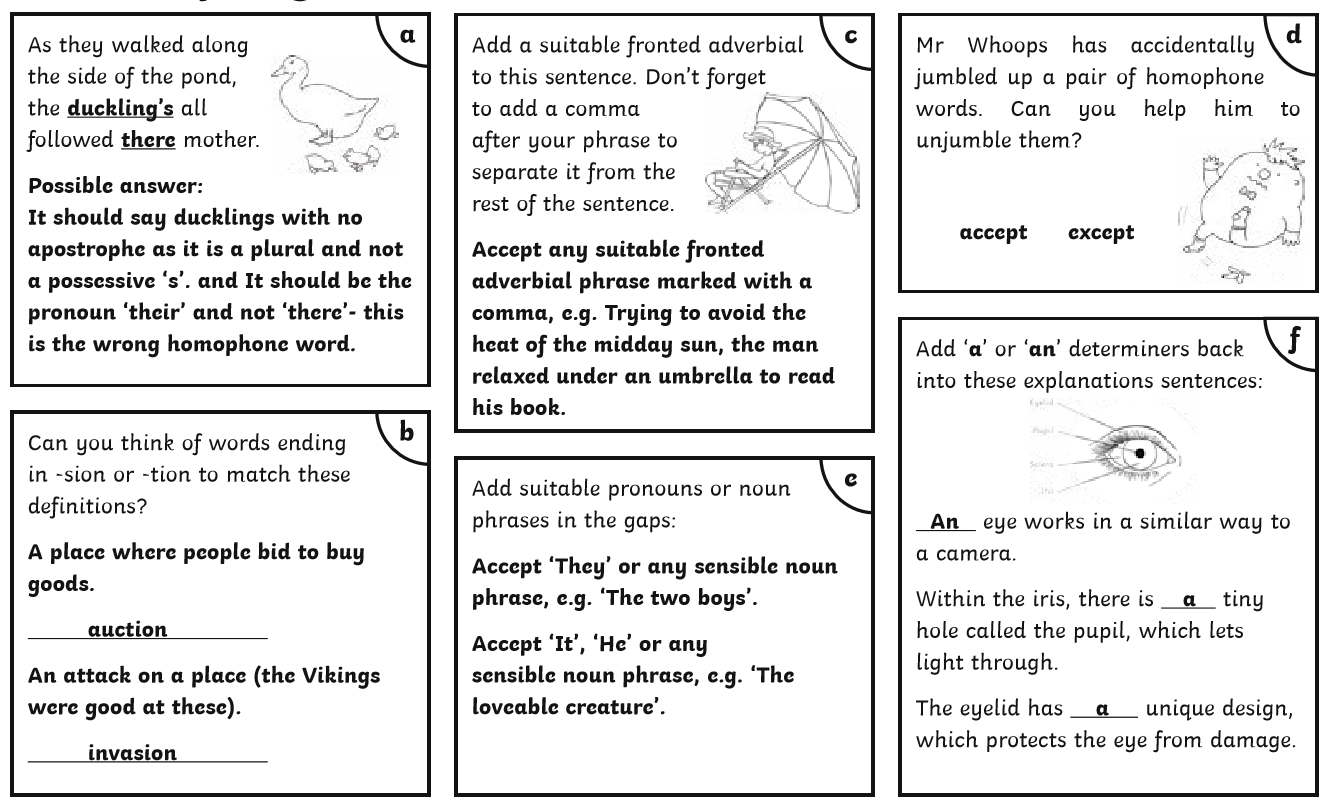 a
As they walked along
the side of the pond,
the duckling's all
followed there mother.
Possible answer:
It should say ducklings with no
apostrophe as it is a plural and not
a possessive 's'. and It should be the
pronoun 'their' and not 'there'- this
is the wrong homophone word.
b
Can you think of words ending
in -sion or -tion to match these
definitions?
A place where people bid to buy
goods.
auction
An attack on a place (the Vikings
were good at these).
invasion
c
Add a suitable fronted adverbial
to this sentence. Don't forget
to add a comma
after your phrase to
separate it from the
rest of the sentence.
Accept any suitable fronted
adverbial phrase marked with a
comma, e.g. Trying to avoid the
heat of the midday sun, the man
relaxed under an umbrella to read
his book.
e
Add suitable pronouns or noun
phrases in the gaps:
Accept 'They' or any sensible noun
phrase, e.g. 'The two boys'.
Accept 'It', 'He' or any
sensible noun phrase, e.g. 'The
loveable creature'.
d
Mr Whoops has accidentally
jumbled up a pair of homophone
words. Can you help him to
unjumble them?
accept except
f
Add 'a' or 'an' determiners back
into these explanations sentences:
Eyelid
Pupil
Sclera
Iris
An eye works in a similar way to
a camera.
Within the iris, there is a tiny
hole called the pupil, which lets
light through.
The eyelid has a unique design,
which protects the eye from damage.